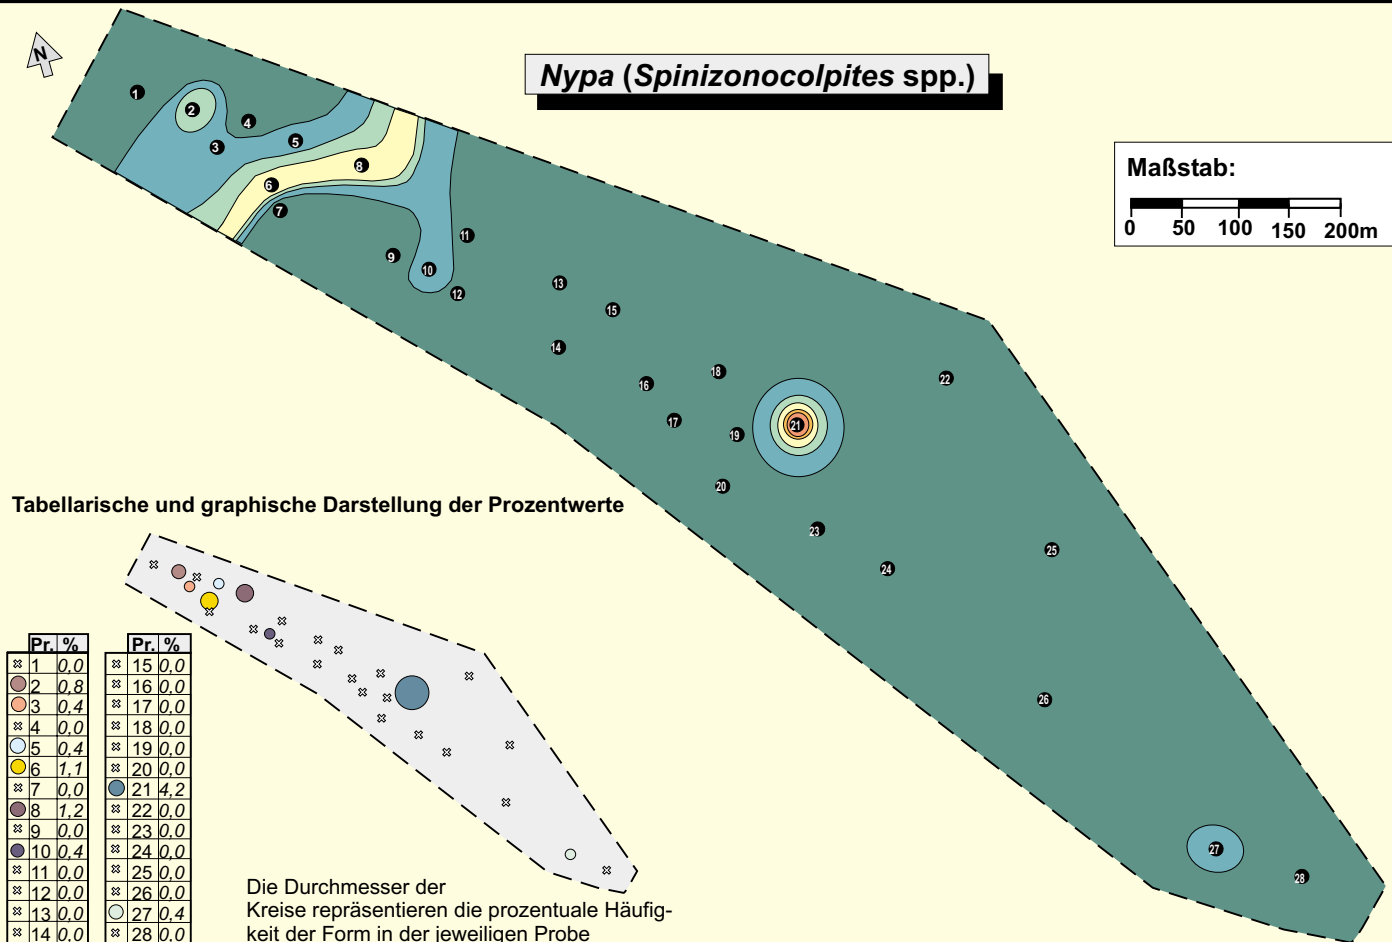 N
Nypa (Spinizonocolpites spp.)
Maßstab:
0 50 100 150 200m
1
2
3
4
5
6
7
8
9
10
11
12
13
14
15
16
17
18
19
20
21
22
23
24
25
26
27
28
Tabellarische und graphische Darstellung der Prozentwerte
Pr. % Pr. %
1 0,0 15 0,0
2 0,8 16 0,0
3 0,4 17 0,0
4 0,0 18 0,0
5 0,4 19 0,0
6 1,1 20 0,0
7 0,0 21 4,2
8 1,2 22 0,0
9 0,0 23 0,0
10 0,4 24 0,0
11 0,0 25 0,0
12 0,0 26 0,0
13 0,0 27 0,4
14 0,0 28 0,0
Die Durchmesser der
Kreise repräsentieren die prozentuale Häufig-
keit der Form in der jeweiligen Probe